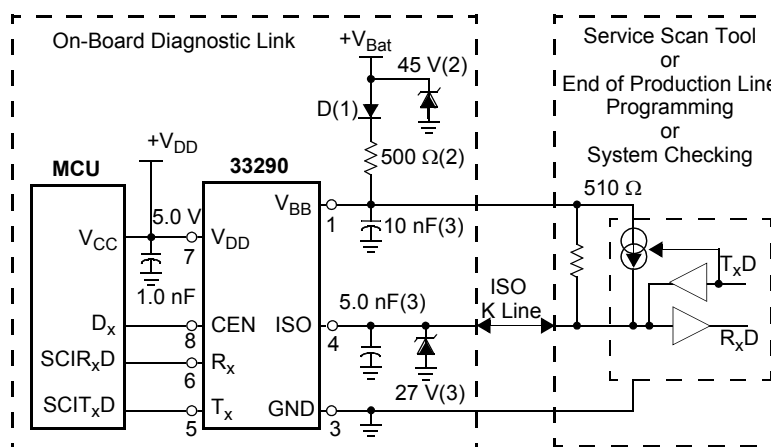 On-Board Diagnostic Link
+VBat
45 V(2)
Service Scan Tool
or
End of Production Line
Programming
or
System Checking
D(1)
+VDD
MCU
33290
500 Ω(2)
510 Ω
VBB
1
10 nF(3)
VCC
5.0 V
7
VDD
1.0 nF
5.0 nF(3)
ISO
K Line
TxD
Dx
8
CEN
ISO
4
RxD
SCIRxD
6
Rx
27 V(3)
SCITxD
5
Tx
GND
3